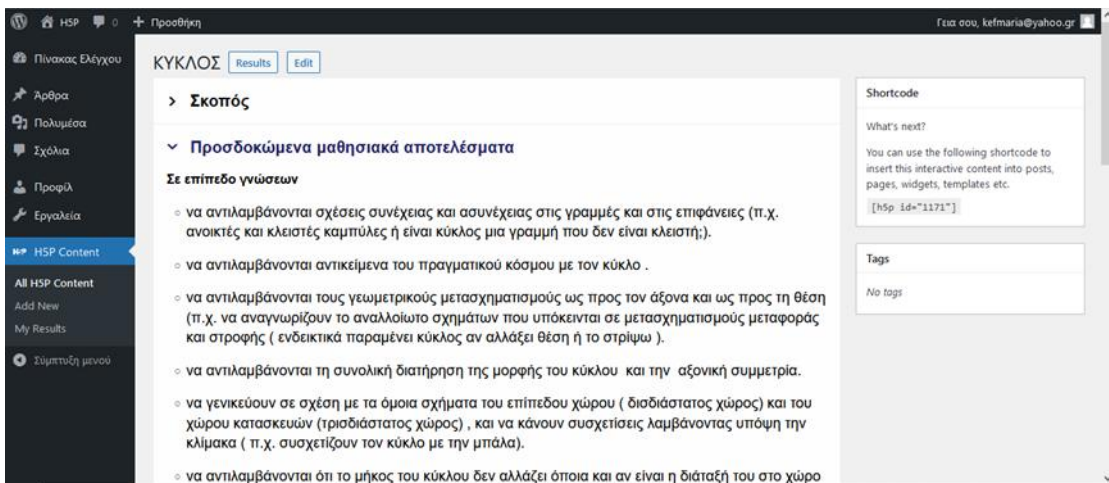 H5P 0 + Προσθήκη
Γεια σου, kefmaria@yahoo.gr
Πίνακας Ελέγχου
Άρθρα
Πολυμέσα
Σχόλια
Προφίλ
Εργαλεία
H5P H5P Content
All H5P Content
Add New
My Results
Σύμπτυξη μενού
ΚΥΚΛΟΣ Results Edit
Σκοπός
Προσδοκώμενα μαθησιακά αποτελέσματα
Σε επίπεδο γνώσεων
να αντιλαμβάνονται σχέσεις συνέχειας και ασυνέχειας στις γραμμές και στις επιφάνειες (π.χ.
ανοικτές και κλειστές καμπύλες ή είναι κύκλος μια γραμμή που δεν είναι κλειστή;).
να αντιλαμβάνονται αντικείμενα του πραγματικού κόσμου με τον κύκλο .
να αντιλαμβάνονται τους γεωμετρικούς μετασχηματισμούς ως προς τον άξονα και ως προς τη θέση
(π.χ. να αναγνωρίζουν το αναλλοίωτο σχημάτων που υπόκεινται σε μετασχηματισμούς μεταφοράς
και στροφής ( ενδεικτικά παραμένει κύκλος αν αλλάξει θέση ή το στρίψω ).
να αντιλαμβάνονται τη συνολική διατήρηση της μορφής του κύκλου και την αξονική συμμετρία.
να γενικεύουν σε σχέση με τα όμοια σχήματα του επίπεδου χώρου ( δισδιάστατος χώρος) και του
χώρου κατασκευών (τρισδιάστατος χώρος) , και να κάνουν συσχετίσεις λαμβάνοντας υπόψη την
κλίμακα ( π.χ. συσχετίζουν τον κύκλο με την μπάλα).
να αντιλαμβάνονται ότι το μήκος του κύκλου δεν αλλάζει όποια και αν είναι η διάταξή του στο χώρο
Shortcode
What's next?
You can use the following shortcode to
insert this interactive content into posts,
pages, widgets, templates etc.
[h5p id="1171"]
Tags
No tags